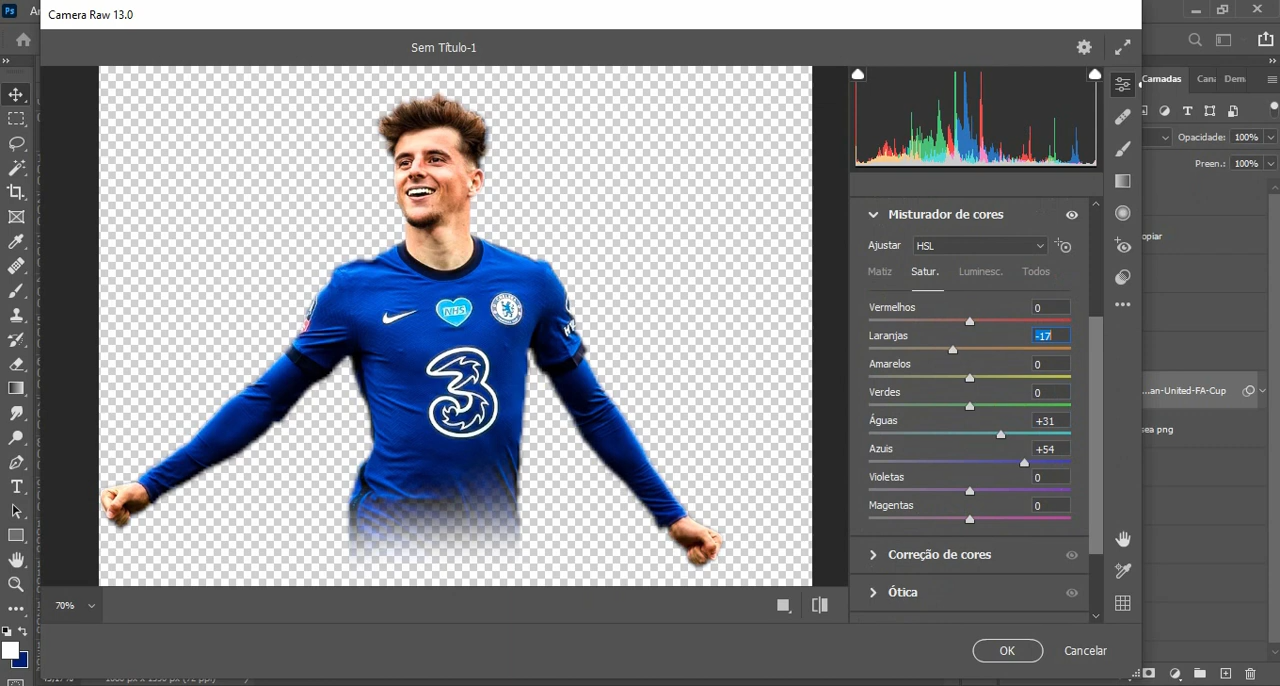 Camera Raw 13.0
Ps
Sem Título-1
Camadas
Demo
Opacidade: 100%
Preen.: 100%
Misturador de cores
Ajustar
HSL
Matiz Satur. Luminesc. Todos
Vermelhos 0
Laranjas -17
Amarelos 0
Verdes 0
Águas +31
Azuis +54
Violetas 0
Magentas 0
Correção de cores
Ótica
opiar
...an-United-FA-Cup
sea png
NHS
3
70%
OK
Cancelar